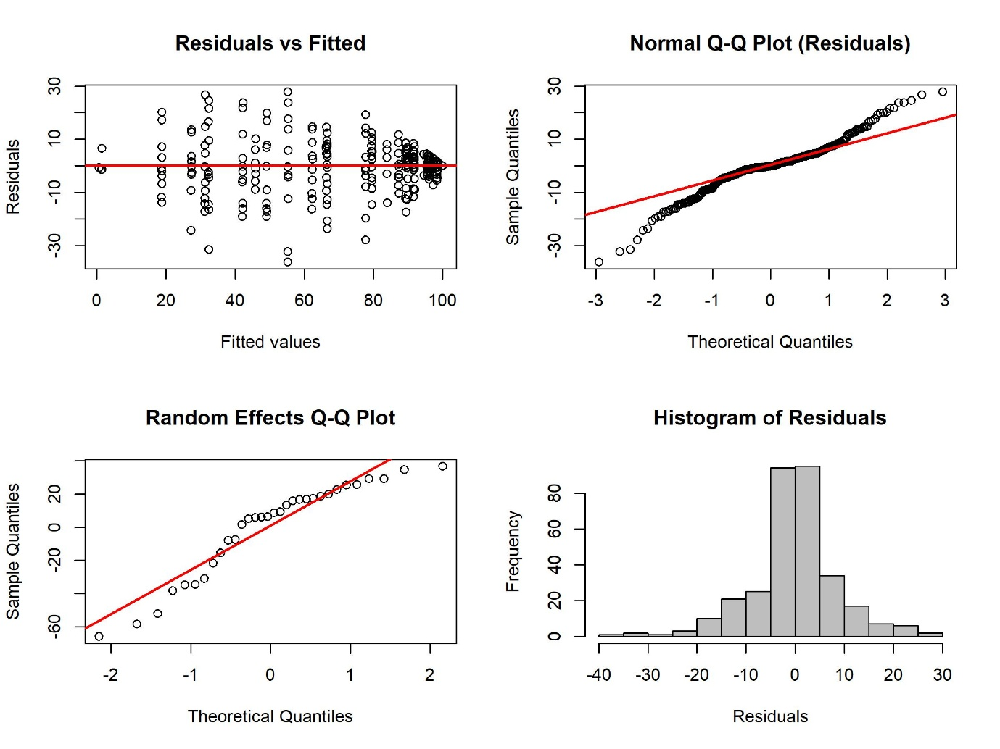 Residuals vs Fitted
Residuals
30
10
-10
-30
0 20 40 60 80 100
Fitted values
Normal Q-Q Plot (Residuals)
Sample Quantiles
30
10
-10
-30
-3 -2 -1 0 1 2 3
Theoretical Quantiles
Random Effects Q-Q Plot
Sample Quantiles
20
0
-20
-60
-2 -1 0 1 2
Theoretical Quantiles
Histogram of Residuals
Frequency
80
60
40
20
0
-40 -30 -20 -10 0 10 20 30
Residuals